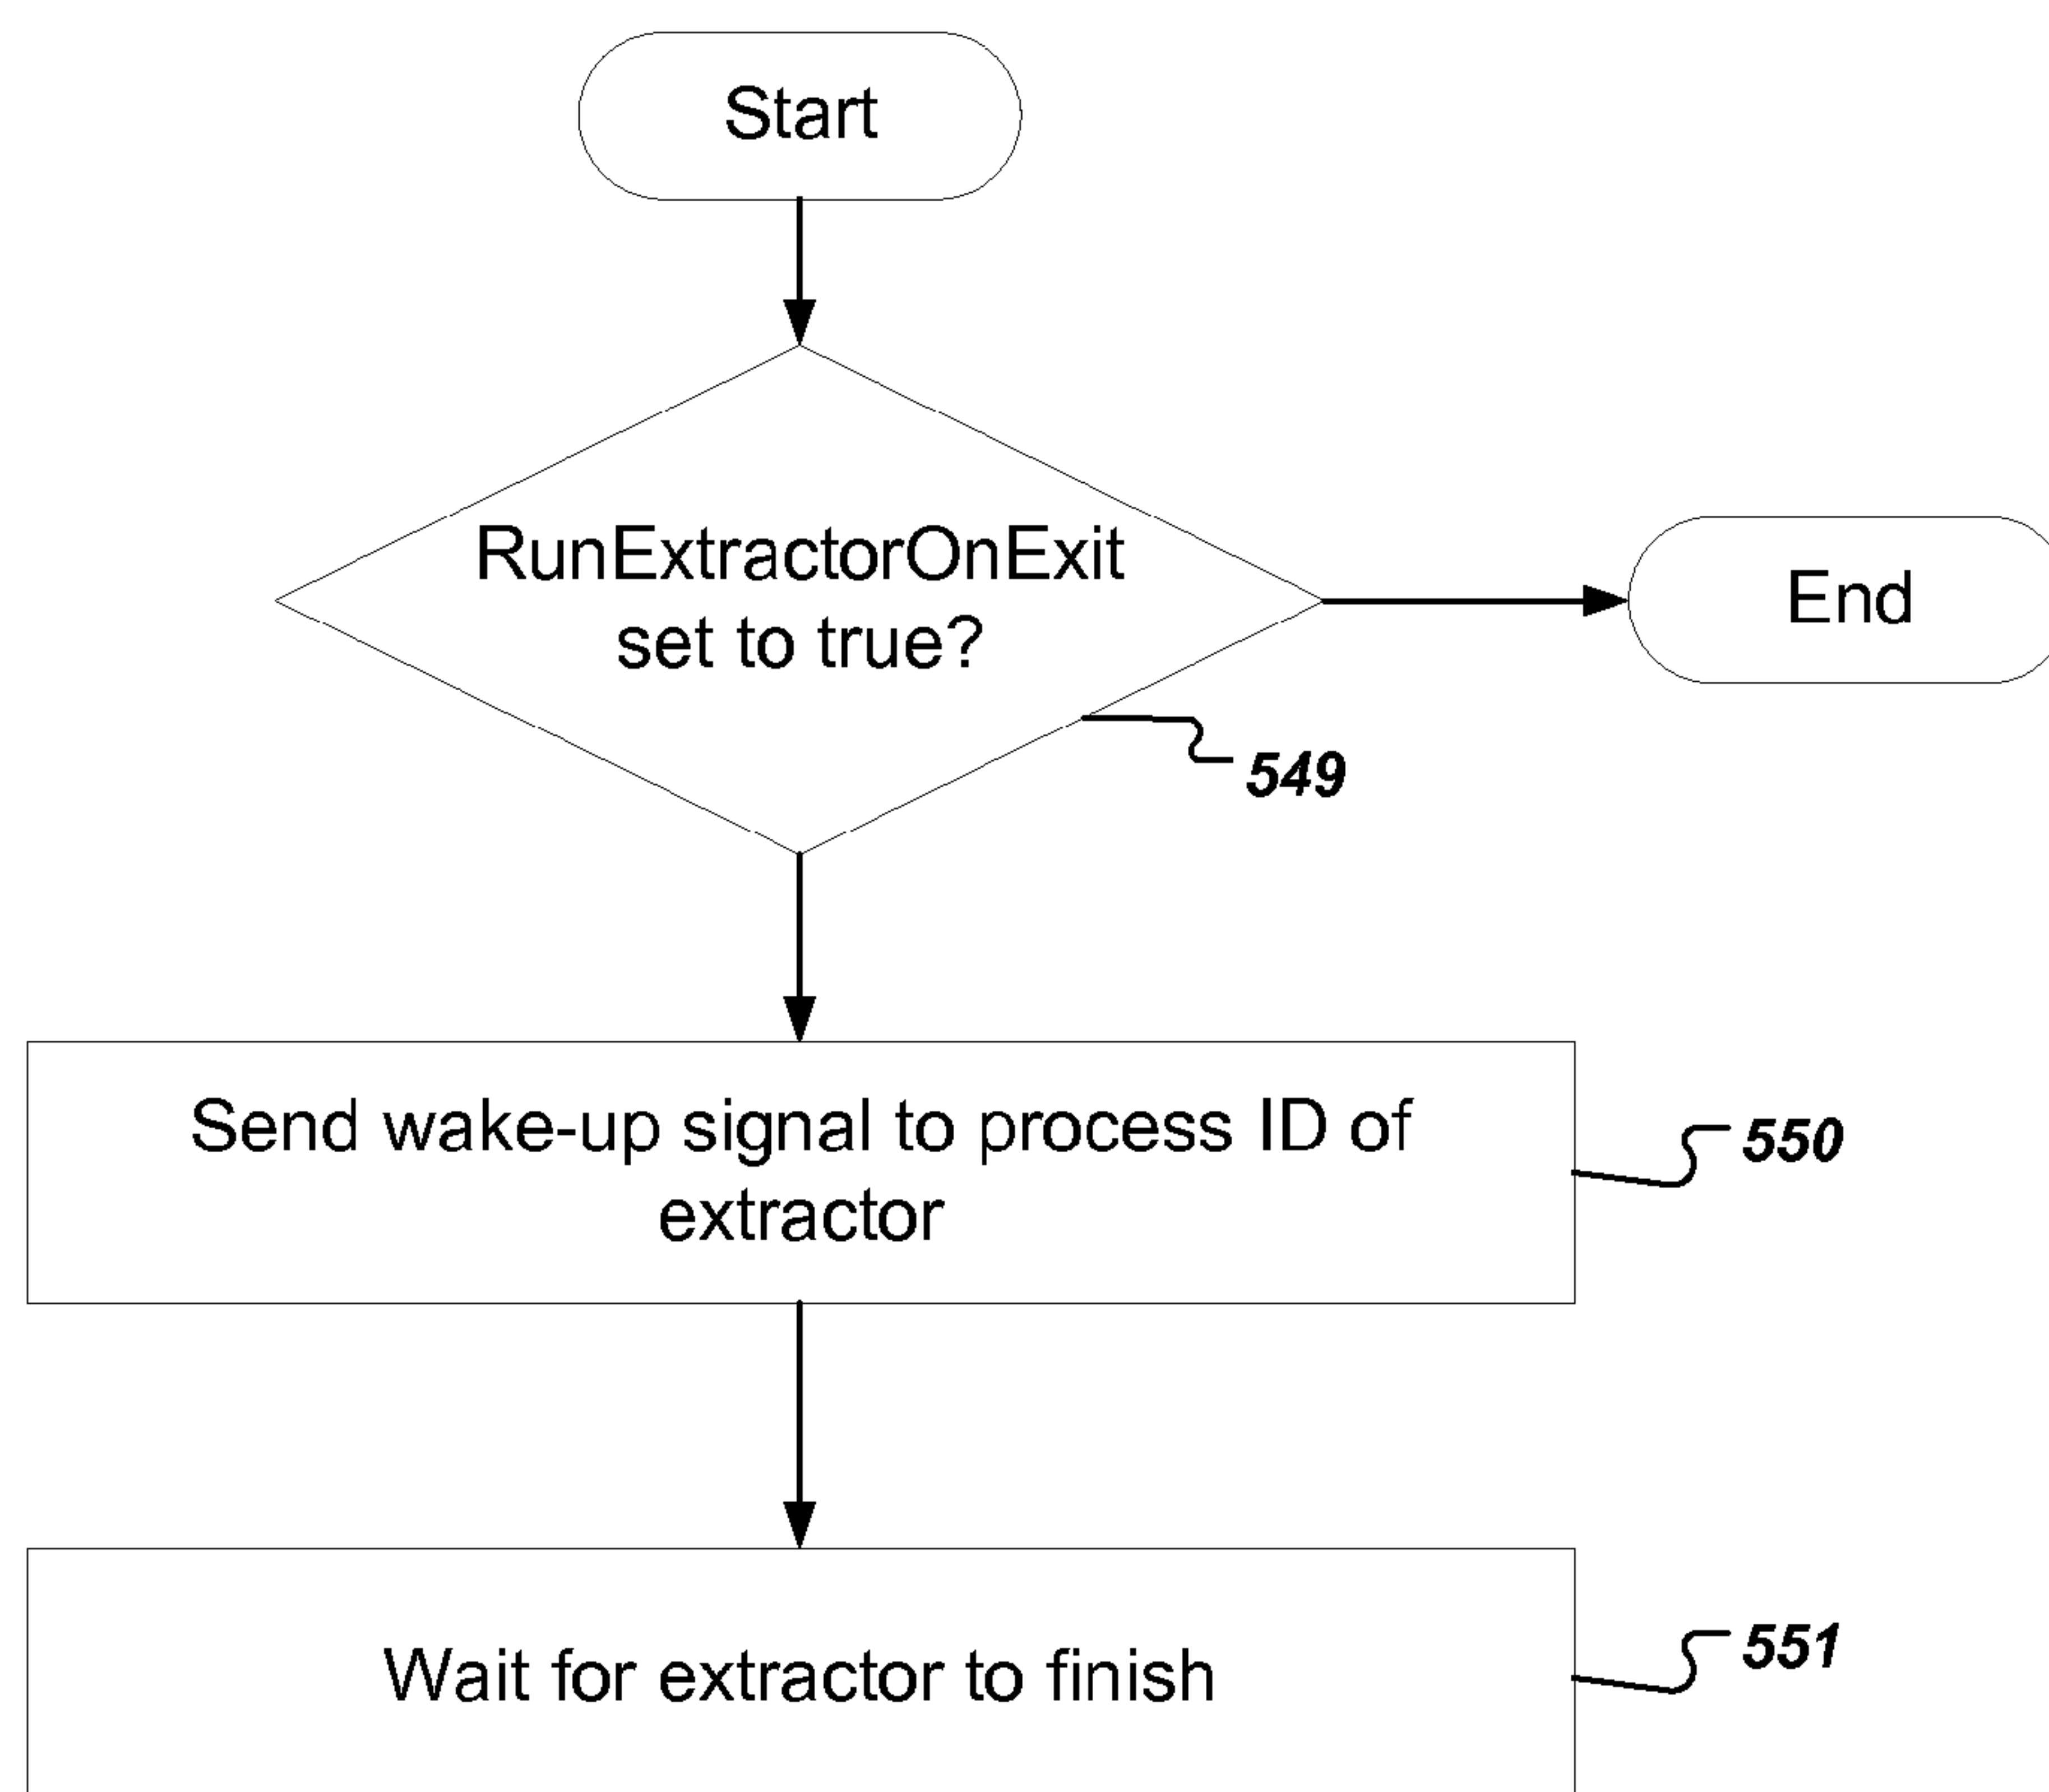 Start
RunExtractorOnExit
set to true?
End
549
Send wake-up signal to process ID of
extractor
550
Wait for extractor to finish
551